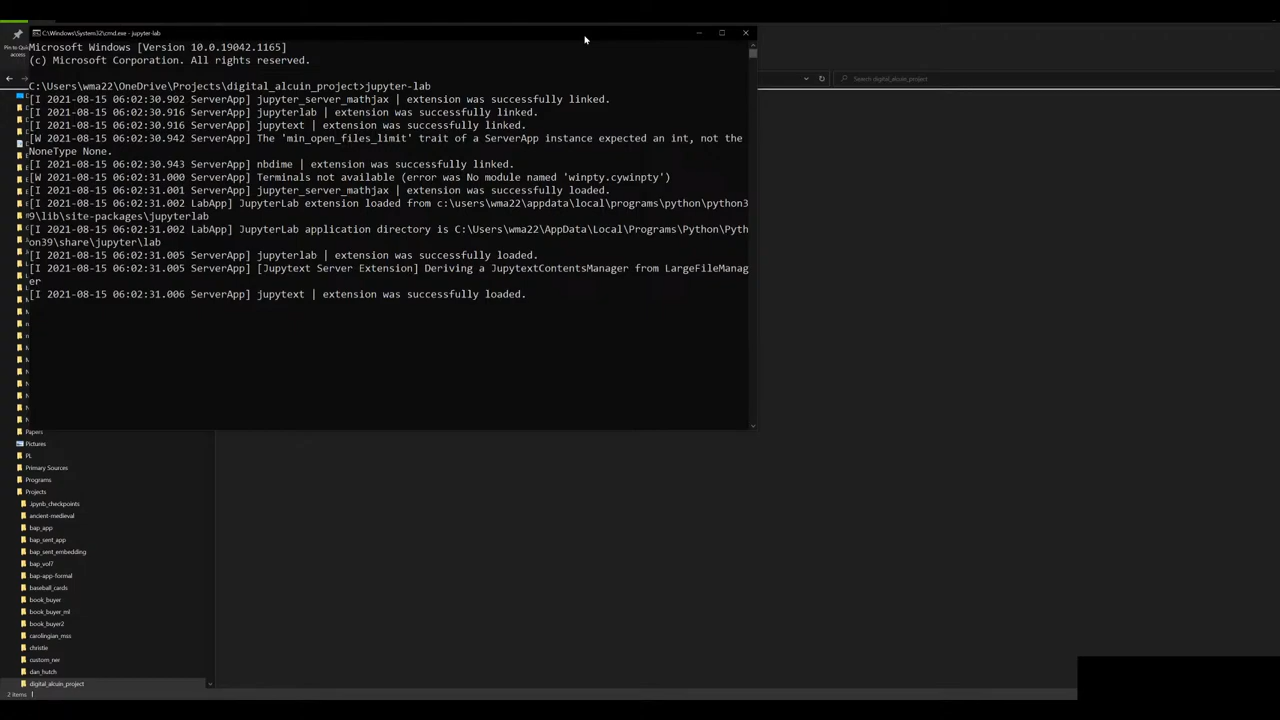 C:\Windows\System32\cmd.exe - jupyter-lab
Pin to Quick
access
Microsoft Windows [Version 10.0.19042.1165]
(c) Microsoft Corporation. All rights reserved.
Search digital_alcuin_project
C:\Users\wma22\OneDrive\Projects\digital_alcuin_project>jupyter-lab
[I 2021-08-15 06:02:30.902 ServerApp] jupyter_server_mathjax | extension was successfully linked.
[I 2021-08-15 06:02:30.916 ServerApp] jupyterlab | extension was successfully linked.
[I 2021-08-15 06:02:30.916 ServerApp] jupytext | extension was successfully linked.
[W 2021-08-15 06:02:30.942 ServerApp] The 'min_open_files_limit' trait of a ServerApp instance expected an int, not the
NoneType None.
[I 2021-08-15 06:02:30.943 ServerApp] nbdime | extension was successfully linked.
[W 2021-08-15 06:02:31.000 ServerApp] Terminals not available (error was No module named 'winpty.cywinpty')
[I 2021-08-15 06:02:31.001 ServerApp] jupyter_server_mathjax | extension was successfully loaded.
[I 2021-08-15 06:02:31.002 LabApp] JupyterLab extension loaded from c:\users\wma22\appdata\local\programs\python\python3
9\lib\site-packages\jupyterlab
[I 2021-08-15 06:02:31.002 LabApp] JupyterLab application directory is C:\Users\wma22\AppData\Local\Programs\Python\Pyth
on39\share\jupyter\lab
[I 2021-08-15 06:02:31.005 ServerApp] jupyterlab | extension was successfully loaded.
[I 2021-08-15 06:02:31.005 ServerApp] [Jupytext Server Extension] Deriving a JupytextContentsManager from LargeFileManag
er
[I 2021-08-15 06:02:31.006 ServerApp] jupytext | extension was successfully loaded.
Papers
Pictures
PL
Primary Sources
Programs
Projects
.ipynb_checkpoints
ancient-medieval
bap_app
bap_sent_app
bap_sent_embedding
bap_vol7
bap-app-formal
baseball_cards
book_buyer
book_buyer_ml
book_buyer2
carolingian_mss
christie
custom_ner
dan_hutch
digital_alcuin_project
2 items